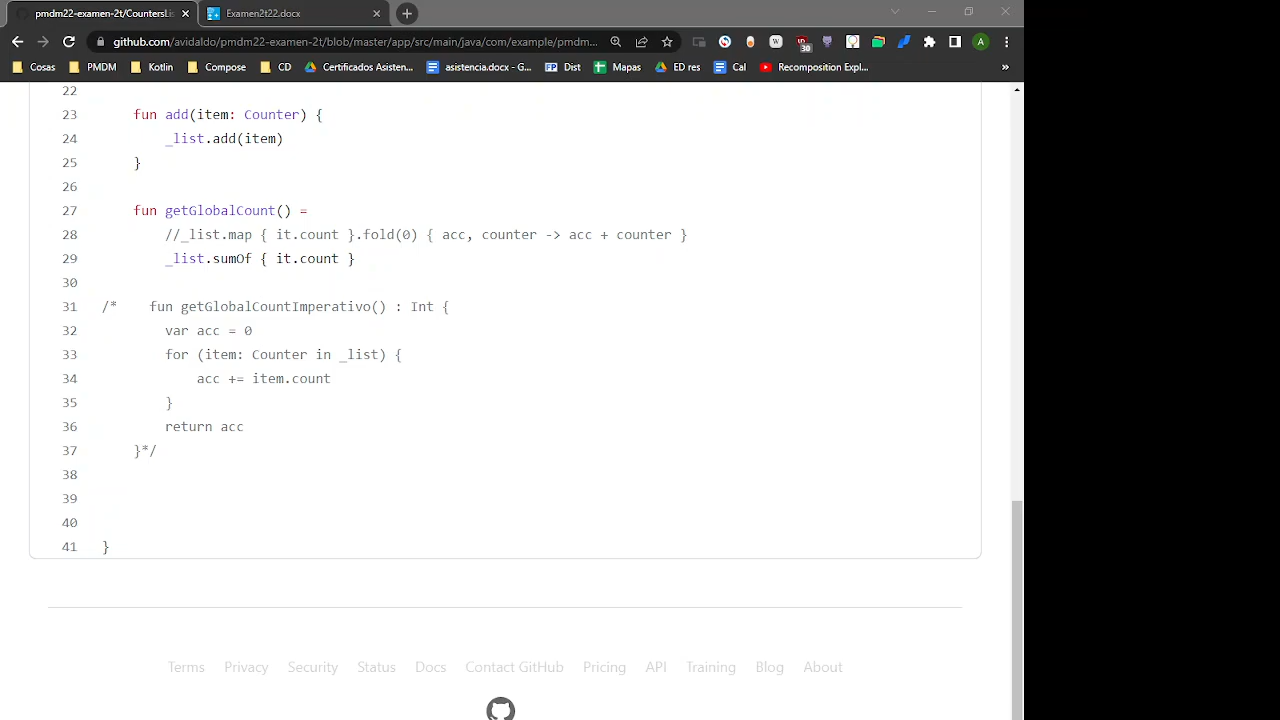 pmdm22-examen-2t/CountersLi
Examen2t22.docx
github.com/avidaldo/pmdm22-examen-2t/blob/master/app/src/main/java/com/example/pmdm...
30
A
Cosas PMDM Kotlin Compose CD Certificados Asisten... asistencia.docx - G... FP Dist Mapas ED res Cal Recomposition Expl... »
22
23 fun add(item: Counter) {
24 _list.add(item)
25 }
26
27 fun getGlobalCount() =
28 //_list.map { it.count }.fold(0) { acc, counter -> acc + counter }
29 _list.sumOf { it.count }
30
31 /* fun getGlobalCountImperativo() : Int {
32 var acc = 0
33 for (item: Counter in _list) {
34 acc += item.count
35 }
36 return acc
37 }*/
38
39
40
41 }
Terms Privacy Security Status Docs Contact GitHub Pricing API Training Blog About